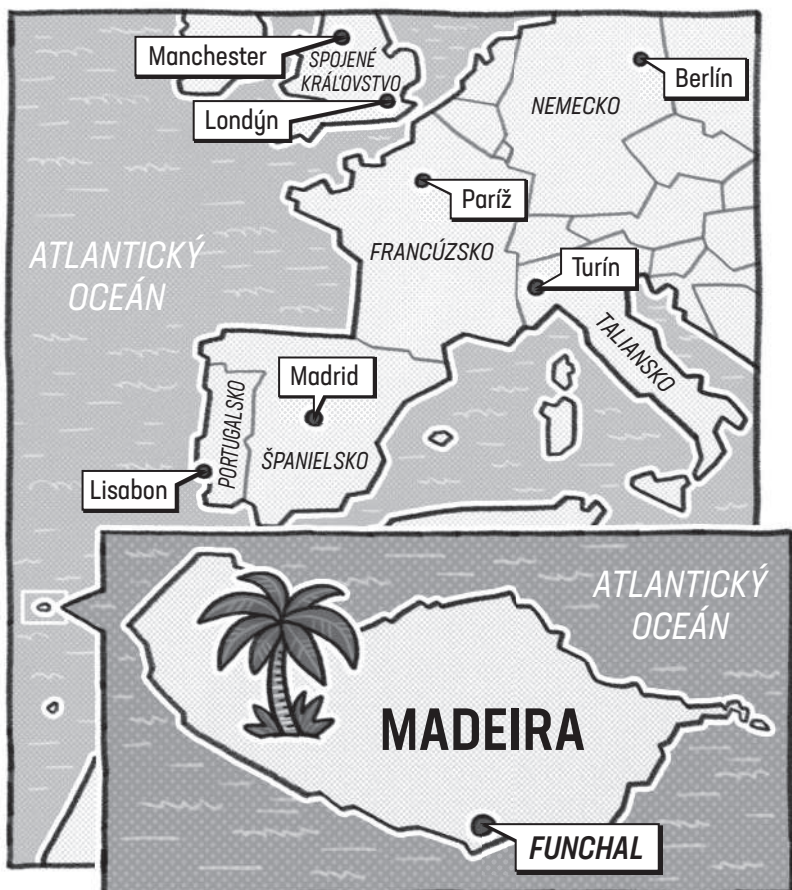 Manchester
SPOJENÉ
KRÁĽOVSTVO
Londýn
Berlín
NEMECKO
Paríž
ATLANTICKÝ
OCEÁN
FRANCÚZSKO
Turín
TALIANSKO
Madrid
PORTUGALSKO
ŠPANIELSKO
Lisabon
ATLANTICKÝ
OCEÁN
MADEIRA
FUNCHAL